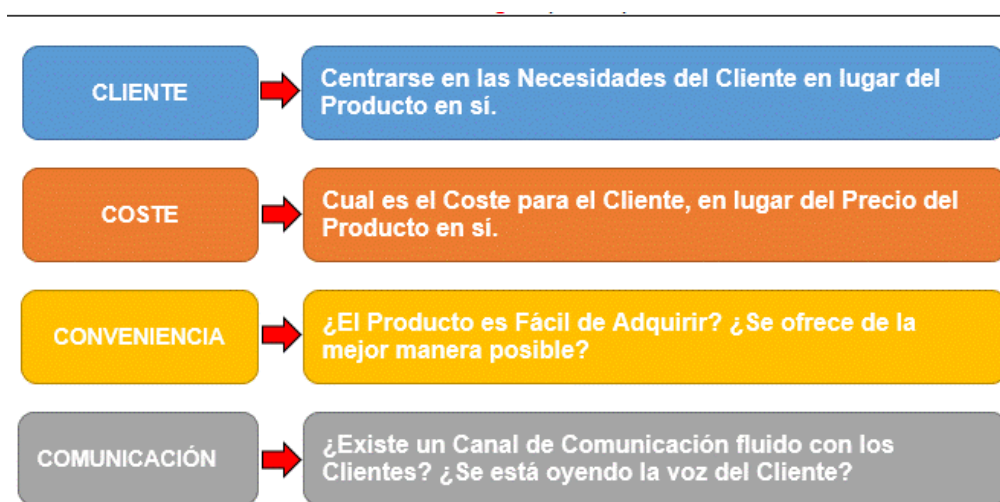 CLIENTE
Centrarse en las Necesidades del Cliente en lugar del
Producto en sí.
COSTE
Cual es el Coste para el Cliente, en lugar del Precio del
Producto en sí.
CONVENIENCIA
¿El Producto es Fácil de Adquirir? ¿Se ofrece de la
mejor manera posible?
COMUNICACIÓN
¿Existe un Canal de Comunicación fluido con los
Clientes? ¿Se está oyendo la voz del Cliente?